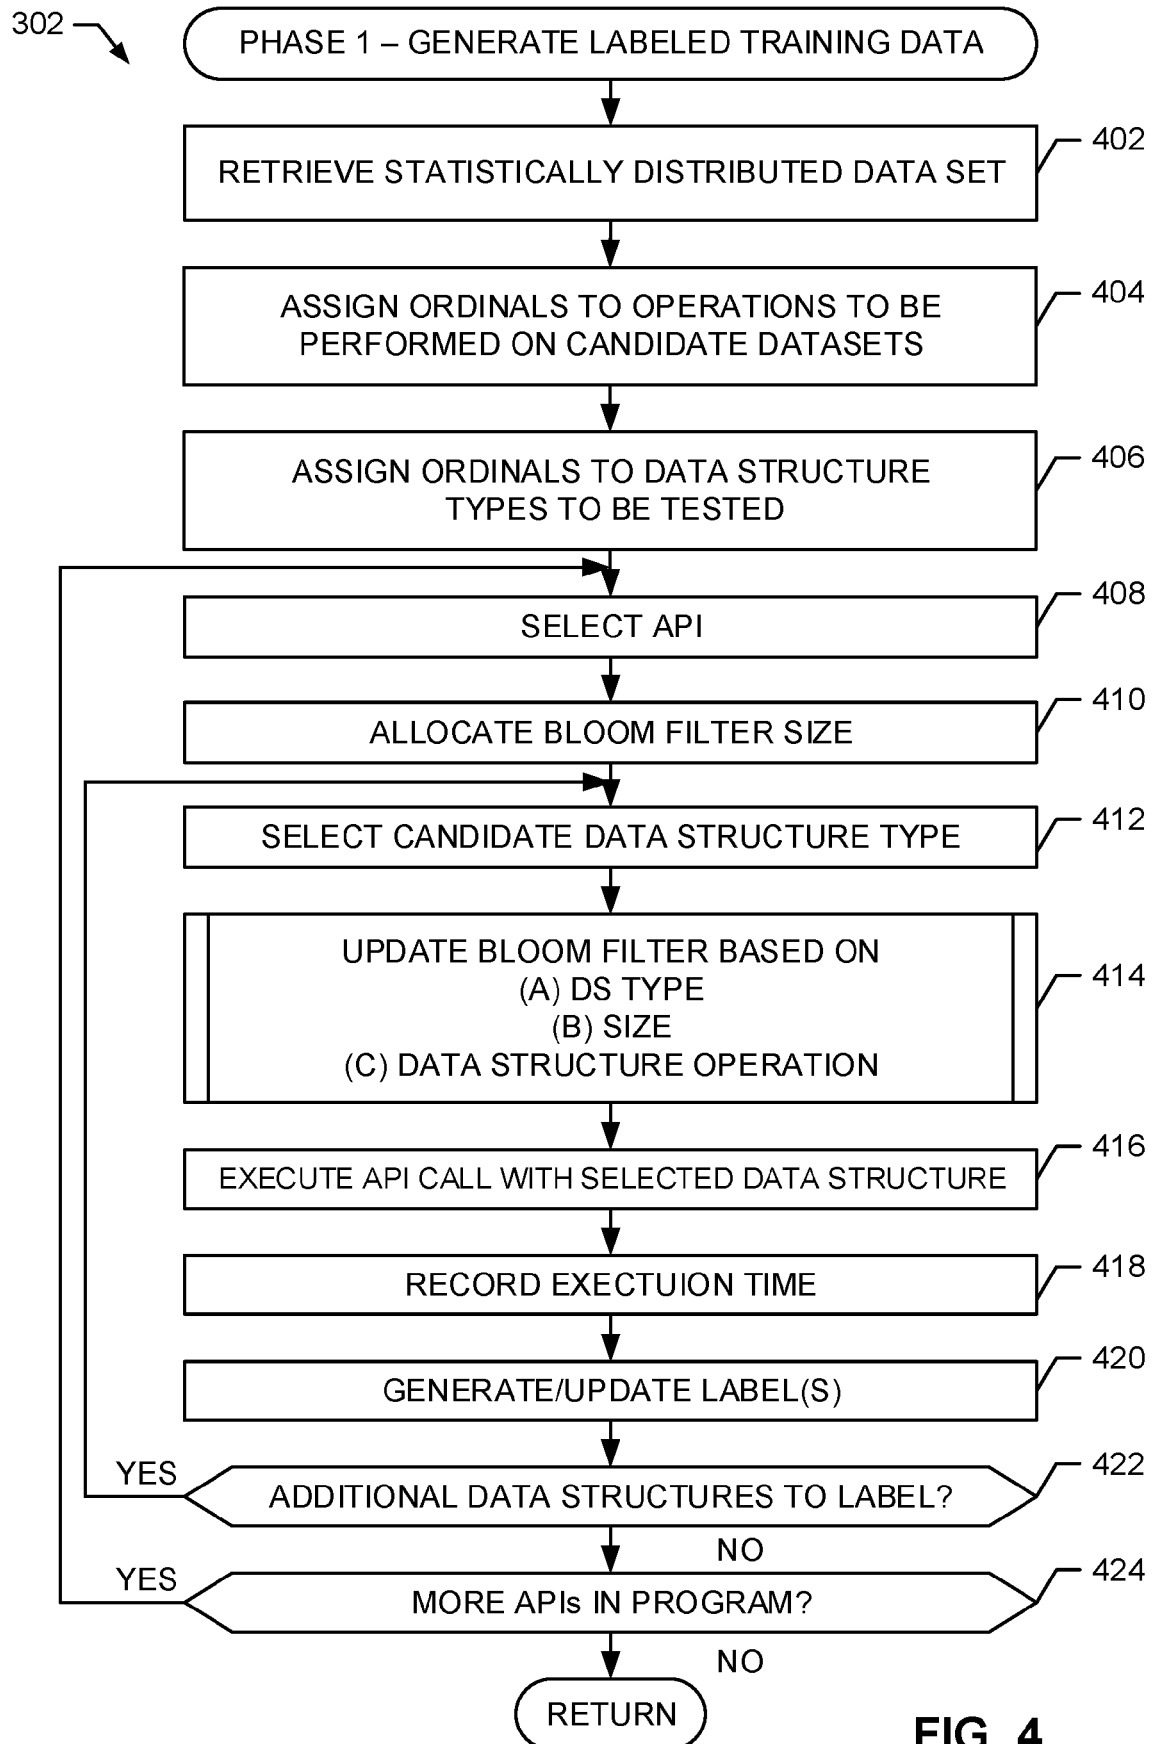 302
PHASE 1 – GENERATE LABELED TRAINING DATA
402
RETRIEVE STATISTICALLY DISTRIBUTED DATA SET
404
ASSIGN ORDINALS TO OPERATIONS TO BE
PERFORMED ON CANDIDATE DATASETS
406
ASSIGN ORDINALS TO DATA STRUCTURE
TYPES TO BE TESTED
408
SELECT API
410
ALLOCATE BLOOM FILTER SIZE
412
SELECT CANDIDATE DATA STRUCTURE TYPE
UPDATE BLOOM FILTER BASED ON
(A) DS TYPE
414
(B) SIZE
(C) DATA STRUCTURE OPERATION
416
EXECUTE API CALL WITH SELECTED DATA STRUCTURE
418
RECORD EXECTUION TIME
420
GENERATE/UPDATE LABEL(S)
422
YES
ADDITIONAL DATA STRUCTURES TO LABEL?
NO
424
YES
MORE APIs IN PROGRAM?
NO
RETURN
FIG. 4